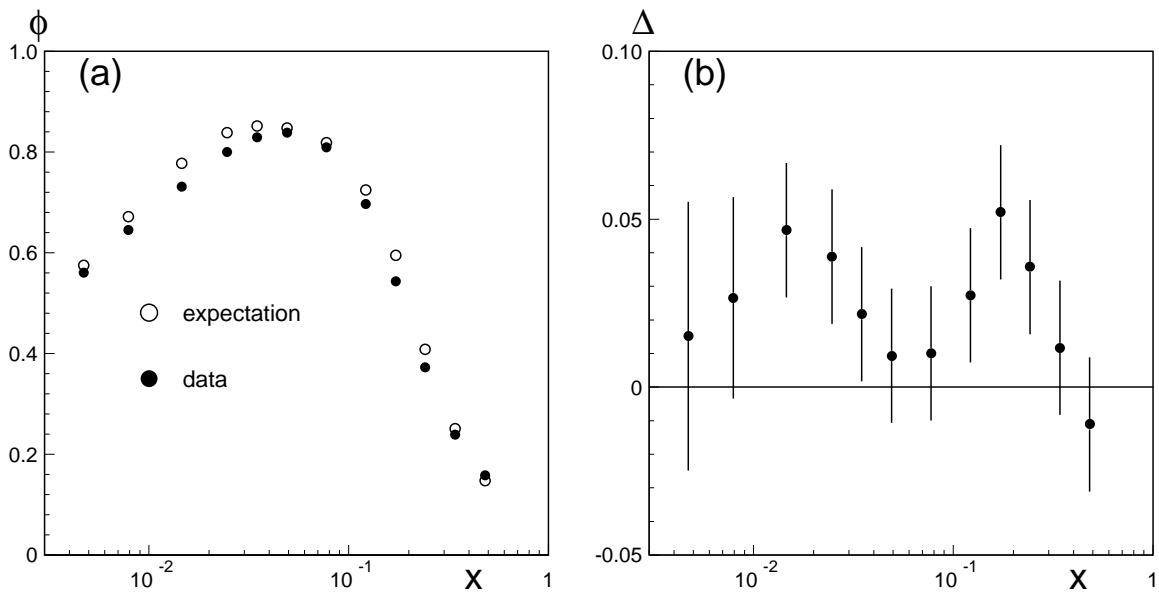 ϕ
(a)
1.0
0.8
0.6
0.4
0.2
0
expectation
data
10⁻²
10⁻¹
x
1
Δ
(b)
0.10
0.05
0
-0.05
10⁻²
10⁻¹
x
1